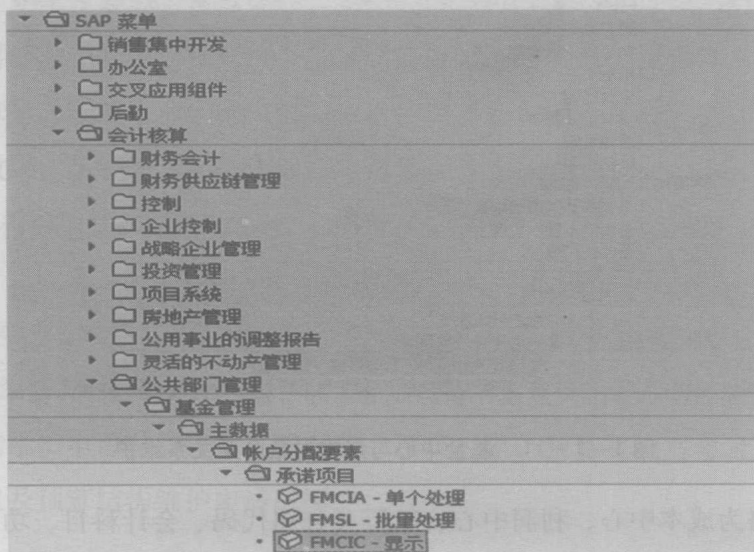 SAP 菜单
销售集中开发
办公室
交叉应用组件
后勤
会计核算
财务会计
财务供应链管理
控制
企业控制
战略企业管理
投资管理
项目系统
房地产管理
公用事业的调整报告
灵活的不动产管理
公共部门管理
基金管理
主数据
帐户分配要素
承诺项目
FMCIA - 单个处理
FMSL - 批量处理
FMCIC - 显示